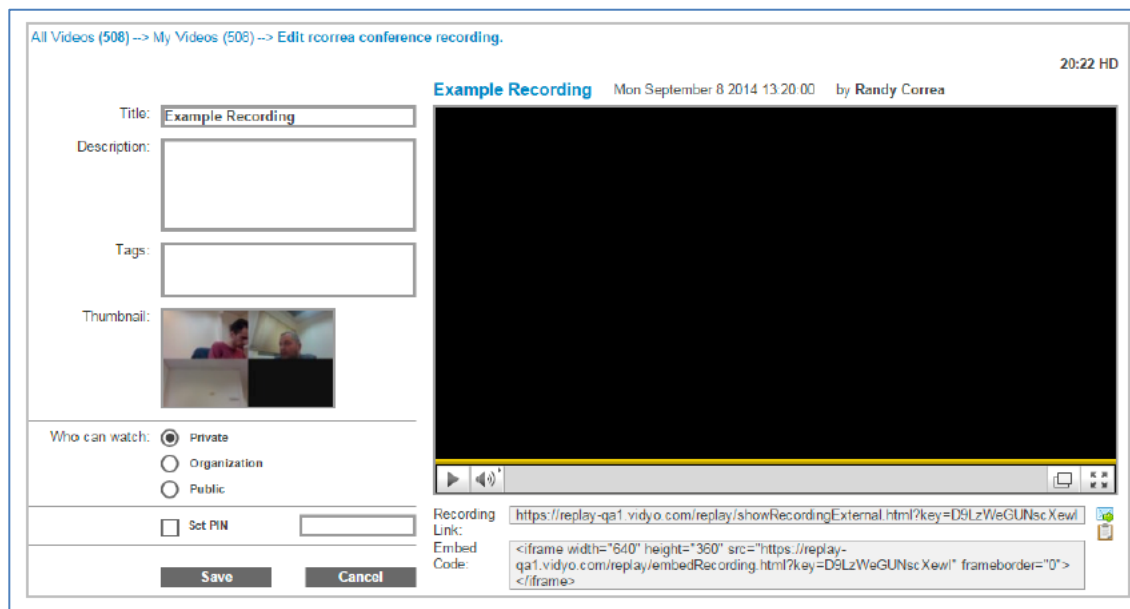 All Videos (508) --> My Videos (508) --> Edit rcorrea conference recording.
20:22 HD
Example Recording Mon September 8 2014 13:20:00 by Randy Correa
Title: Example Recording
Description:
Tags:
Thumbnail:
Who can watch: Private
Organization
Public
Set PIN
Save Cancel
Recording Link: https://replay-qa1.vidyo.com/replay/showRecordingExternal.html?key=D9LzWeGUNscXewl
Embed Code: <iframe width="640" height="360" src="https://replay-
qa1.vidyo.com/replay/embedRecording.html?key=D9LzWeGUNscXewl" frameborder="0">
</iframe>